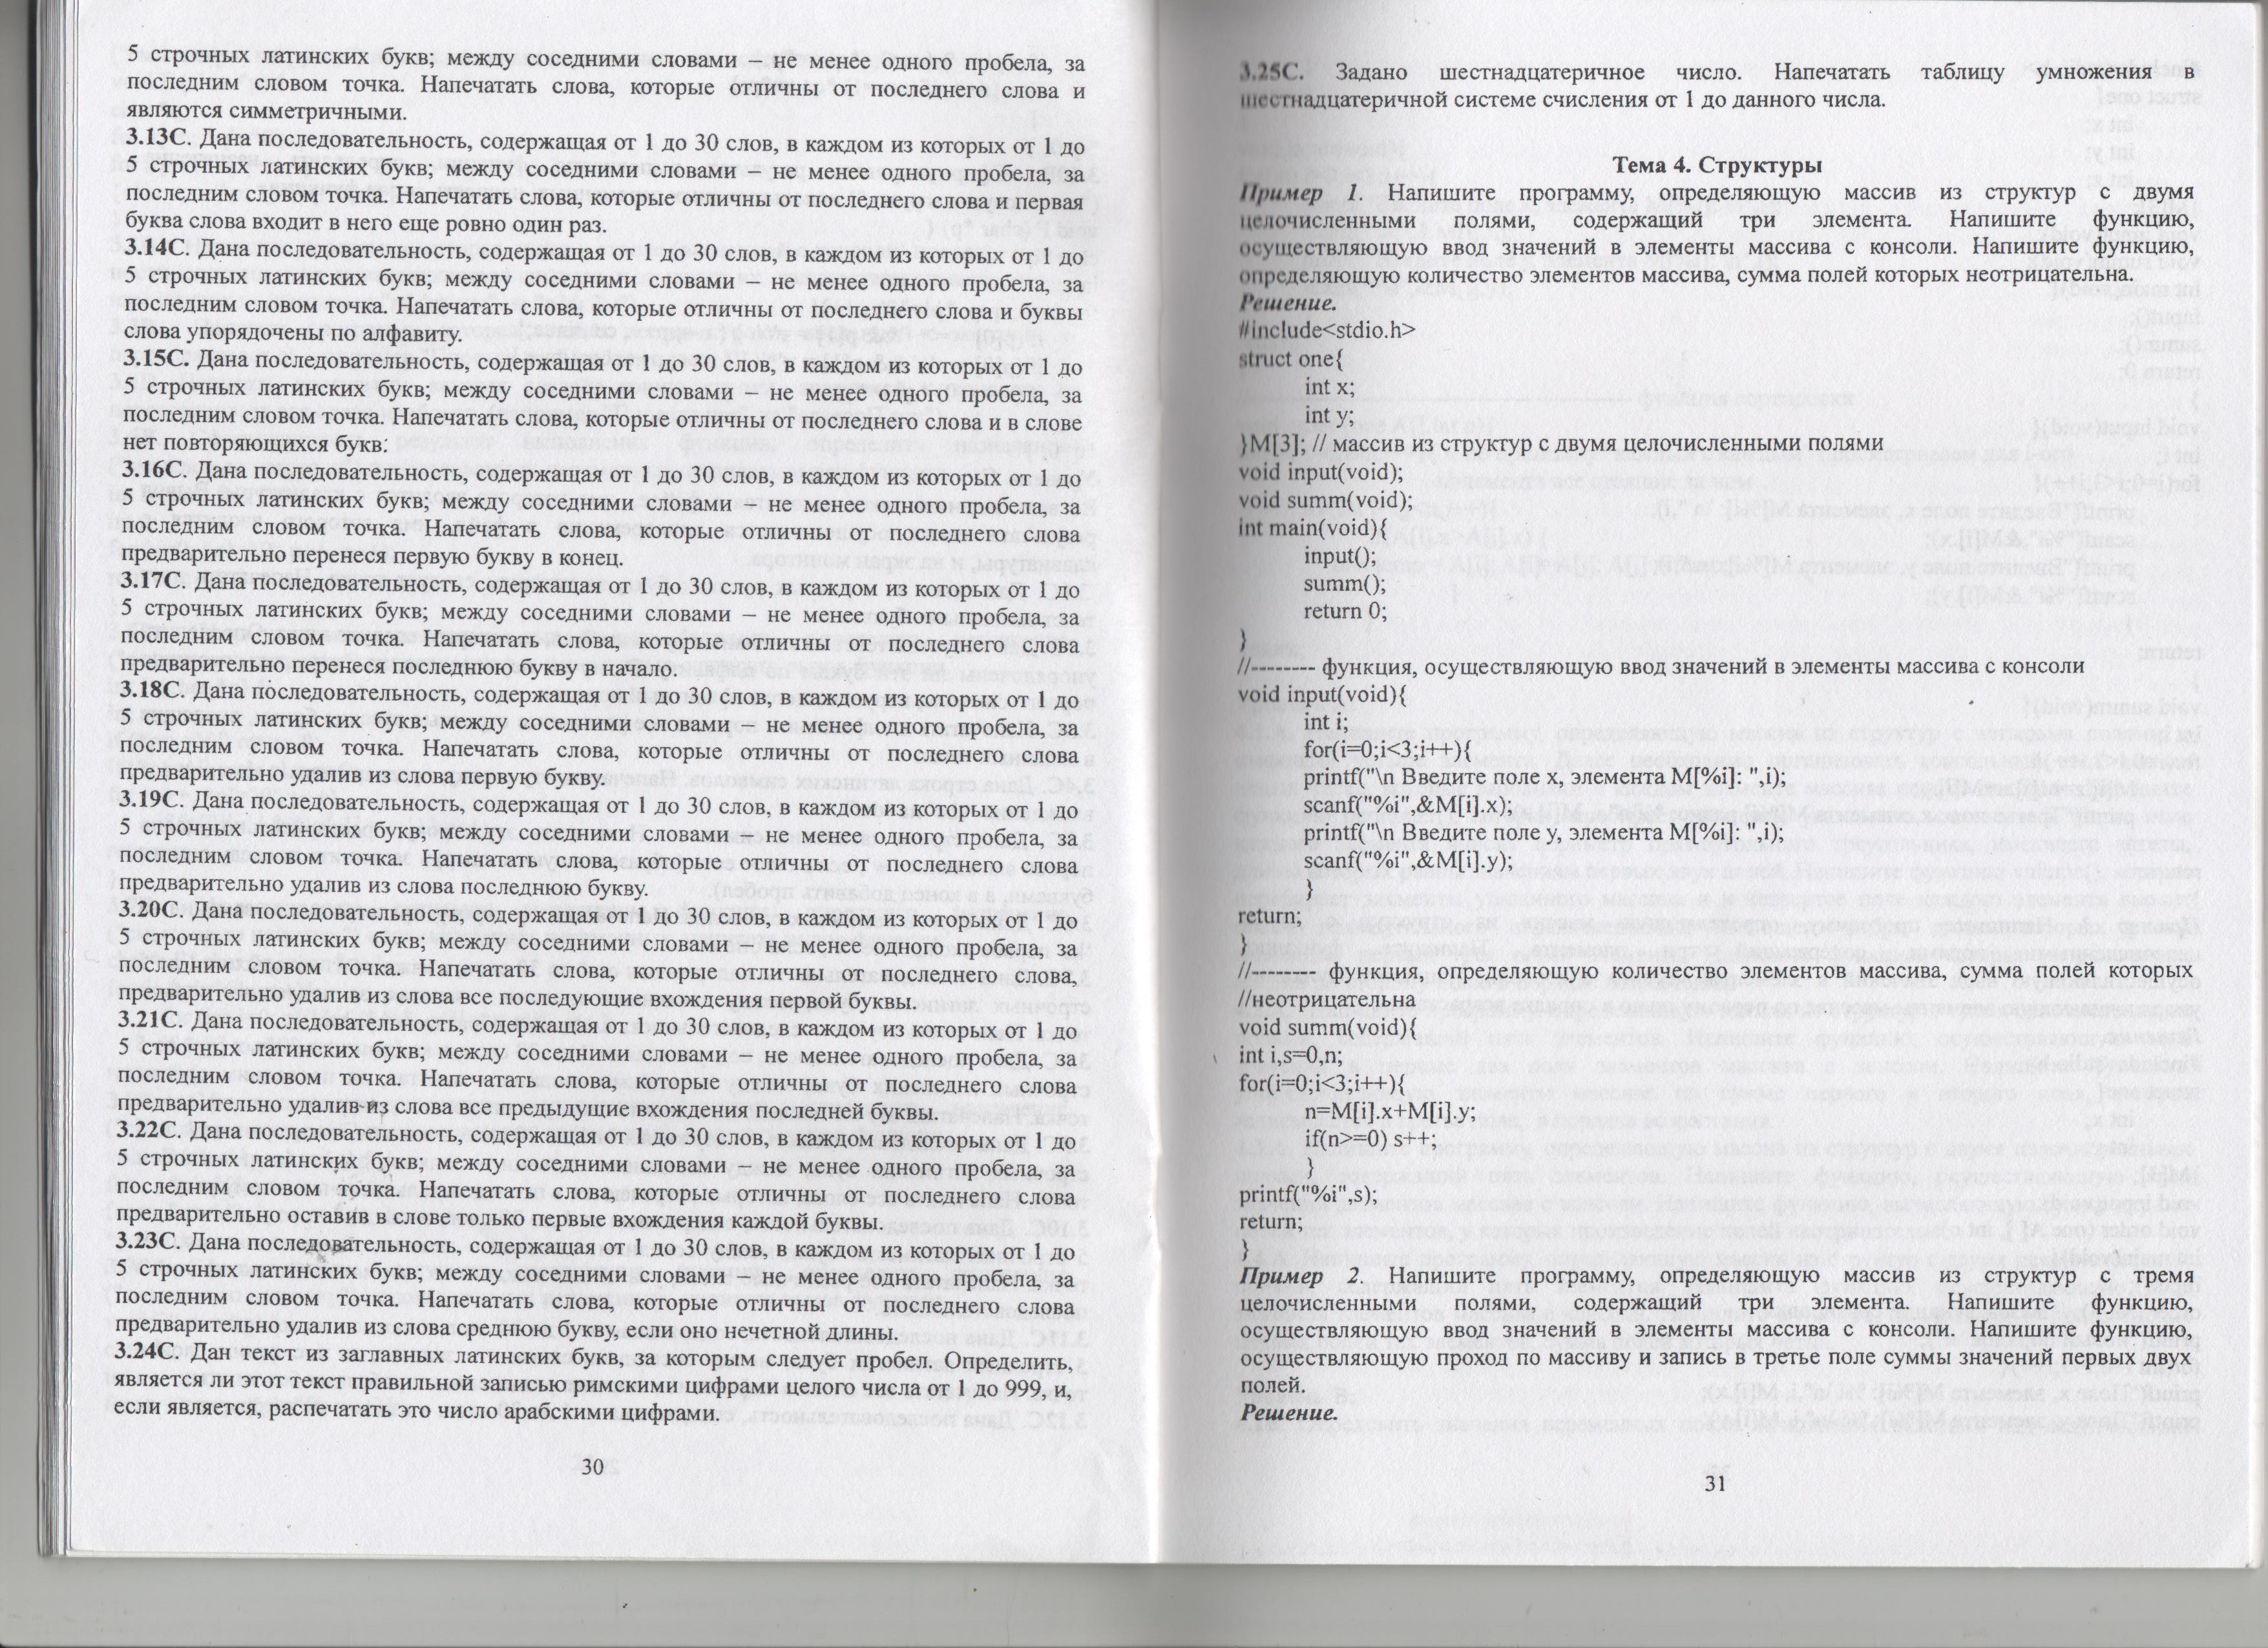 5 строчных латинских букв; между соседними словами – не менее одного пробела, за
последним словом точка. Напечатать слова, которые отличны от последнего слова и
являются симметричными.
3.13С. Дана последовательность, содержащая от 1 до 30 слов, в каждом из которых от 1 до
5 строчных латинских букв; между соседними словами – не менее одного пробела, за
последним словом точка. Напечатать слова, которые отличны от последнего слова и первая
буква слова входит в него еще ровно один раз.
3.14С. Дана последовательность, содержащая от 1 до 30 слов, в каждом из которых от 1 до
5 строчных латинских букв; между соседними словами – не менее одного пробела, за
последним словом точка. Напечатать слова, которые отличны от последнего слова и буквы
слова упорядочены по алфавиту.
3.15С. Дана последовательность, содержащая от 1 до 30 слов, в каждом из которых от 1 до
5 строчных латинских букв; между соседними словами – не менее одного пробела, за
последним словом точка. Напечатать слова, которые отличны от последнего слова и в слове
нет повторяющихся букв.
3.16С. Дана последовательность, содержащая от 1 до 30 слов, в каждом из которых от 1 до
5 строчных латинских букв; между соседними словами – не менее одного пробела, за
последним словом точка. Напечатать слова, которые отличны от последнего слова
предварительно перенеся первую букву в конец.
3.17С. Дана последовательность, содержащая от 1 до 30 слов, в каждом из которых от 1 до
5 строчных латинских букв; между соседними словами – не менее одного пробела, за
последним словом точка. Напечатать слова, которые отличны от последнего слова
предварительно перенеся последнюю букву в начало.
3.18С. Дана последовательность, содержащая от 1 до 30 слов, в каждом из которых от 1 до
5 строчных латинских букв; между соседними словами – не менее одного пробела, за
последним словом точка. Напечатать слова, которые отличны от последнего слова
предварительно удалив из слова первую букву.
3.19С. Дана последовательность, содержащая от 1 до 30 слов, в каждом из которых от 1 до
5 строчных латинских букв; между соседними словами – не менее одного пробела, за
последним словом точка. Напечатать слова, которые отличны от последнего слова
предварительно удалив из слова последнюю букву.
3.20С. Дана последовательность, содержащая от 1 до 30 слов, в каждом из которых от 1 до
5 строчных латинских букв; между соседними словами – не менее одного пробела, за
последним словом точка. Напечатать слова, которые отличны от последнего слова,
предварительно удалив из слова все последующие вхождения первой буквы.
3.21С. Дана последовательность, содержащая от 1 до 30 слов, в каждом из которых от 1 до
5 строчных латинских букв; между соседними словами – не менее одного пробела, за
последним словом точка. Напечатать слова, которые отличны от последнего слова
предварительно удалив из слова все предыдущие вхождения последней буквы.
3.22С. Дана последовательность, содержащая от 1 до 30 слов, в каждом из которых от 1 до
5 строчных латинских букв; между соседними словами – не менее одного пробела, за
последним словом точка. Напечатать слова, которые отличны от последнего слова
предварительно оставив в слове только первые вхождения каждой буквы.
3.23С. Дана последовательность, содержащая от 1 до 30 слов, в каждом из которых от 1 до
5 строчных латинских букв; между соседними словами – не менее одного пробела, за
последним словом точка. Напечатать слова, которые отличны от последнего слова
предварительно удалив из слова среднюю букву, если оно нечетной длины.
3.24С. Дан текст из заглавных латинских букв, за которым следует пробел. Определить,
является ли этот текст правильной записью римскими цифрами целого числа от 1 до 999, и,
если является, распечатать это число арабскими цифрами.
30
3.25С. Задано шестнадцатеричное число. Напечатать таблицу умножения в
шестнадцатеричной системе счисления от 1 до данного числа.
Тема 4. Структуры
Пример 1. Напишите программу, определяющую массив из структур с двумя
целочисленными полями, содержащий три элемента. Напишите функцию,
осуществляющую ввод значений в элементы массива с консоли. Напишите функцию,
определяющую количество элементов массива, сумма полей которых неотрицательна.
Решение.
#include<stdio.h>
struct one{
int x;
int y;
}M[3]; // массив из структур с двумя целочисленными полями
void input(void);
void summ(void);
int main(void){
input();
summ();
return 0;
}
//-------- функция, осуществляющую ввод значений в элементы массива с консоли
void input(void){
int i;
for(i=0;i<3;i++){
printf("\n Введите поле x, элемента M[%i]: ",i);
scanf("%i",&M[i].x);
printf("\n Введите поле y, элемента M[%i]: ",i);
scanf("%i",&M[i].y);
}
return;
}
//-------- функция, определяющую количество элементов массива, сумма полей которых
//неотрицательна
void summ(void){
int i,s=0,n;
for(i=0;i<3;i++){
n=M[i].x+M[i].y;
if(n>=0) s++;
}
printf("%i",s);
return;
}
Пример 2. Напишите программу, определяющую массив из структур с тремя
целочисленными полями, содержащий три элемента. Напишите функцию,
осуществляющую ввод значений в элементы массива с консоли. Напишите функцию,
осуществляющую проход по массиву и запись в третье поле суммы значений первых двух
полей.
Решение.
31